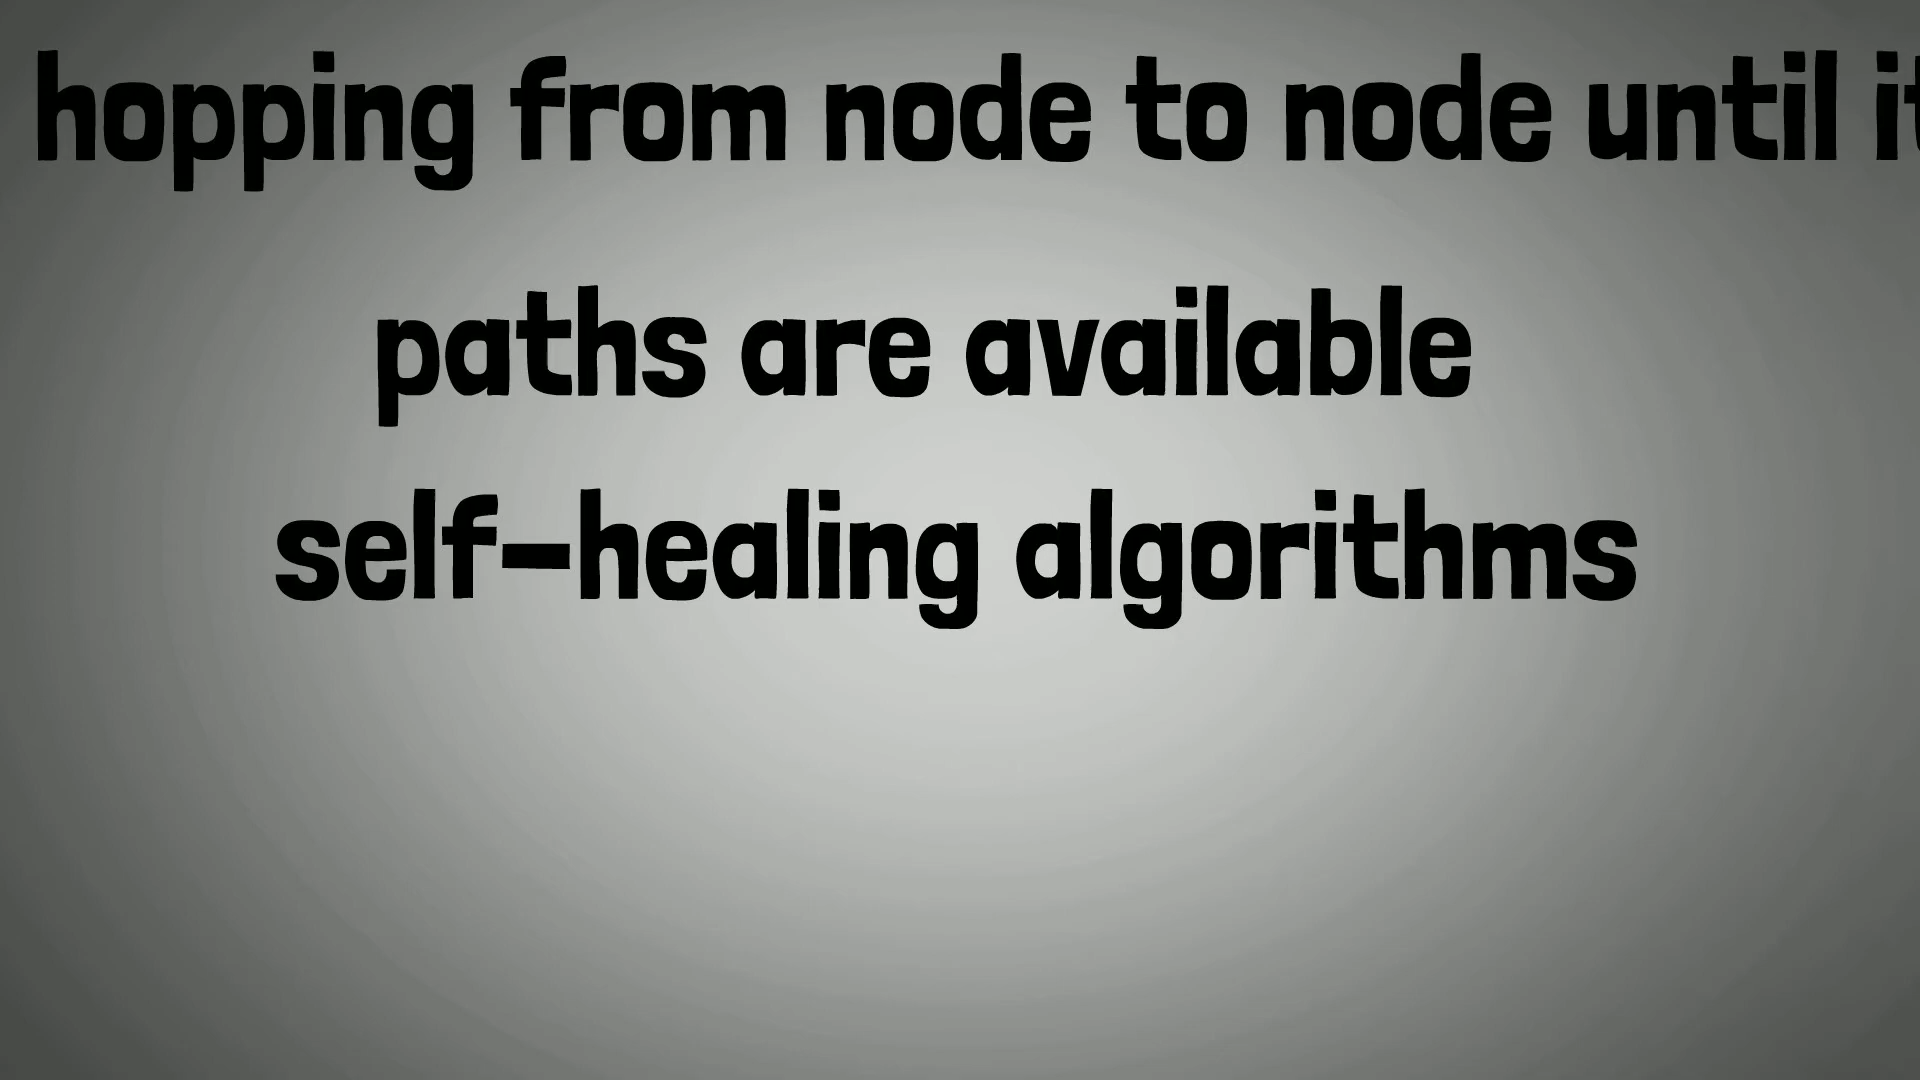 hopping from node to node until it
paths are available
self-healing algorithms